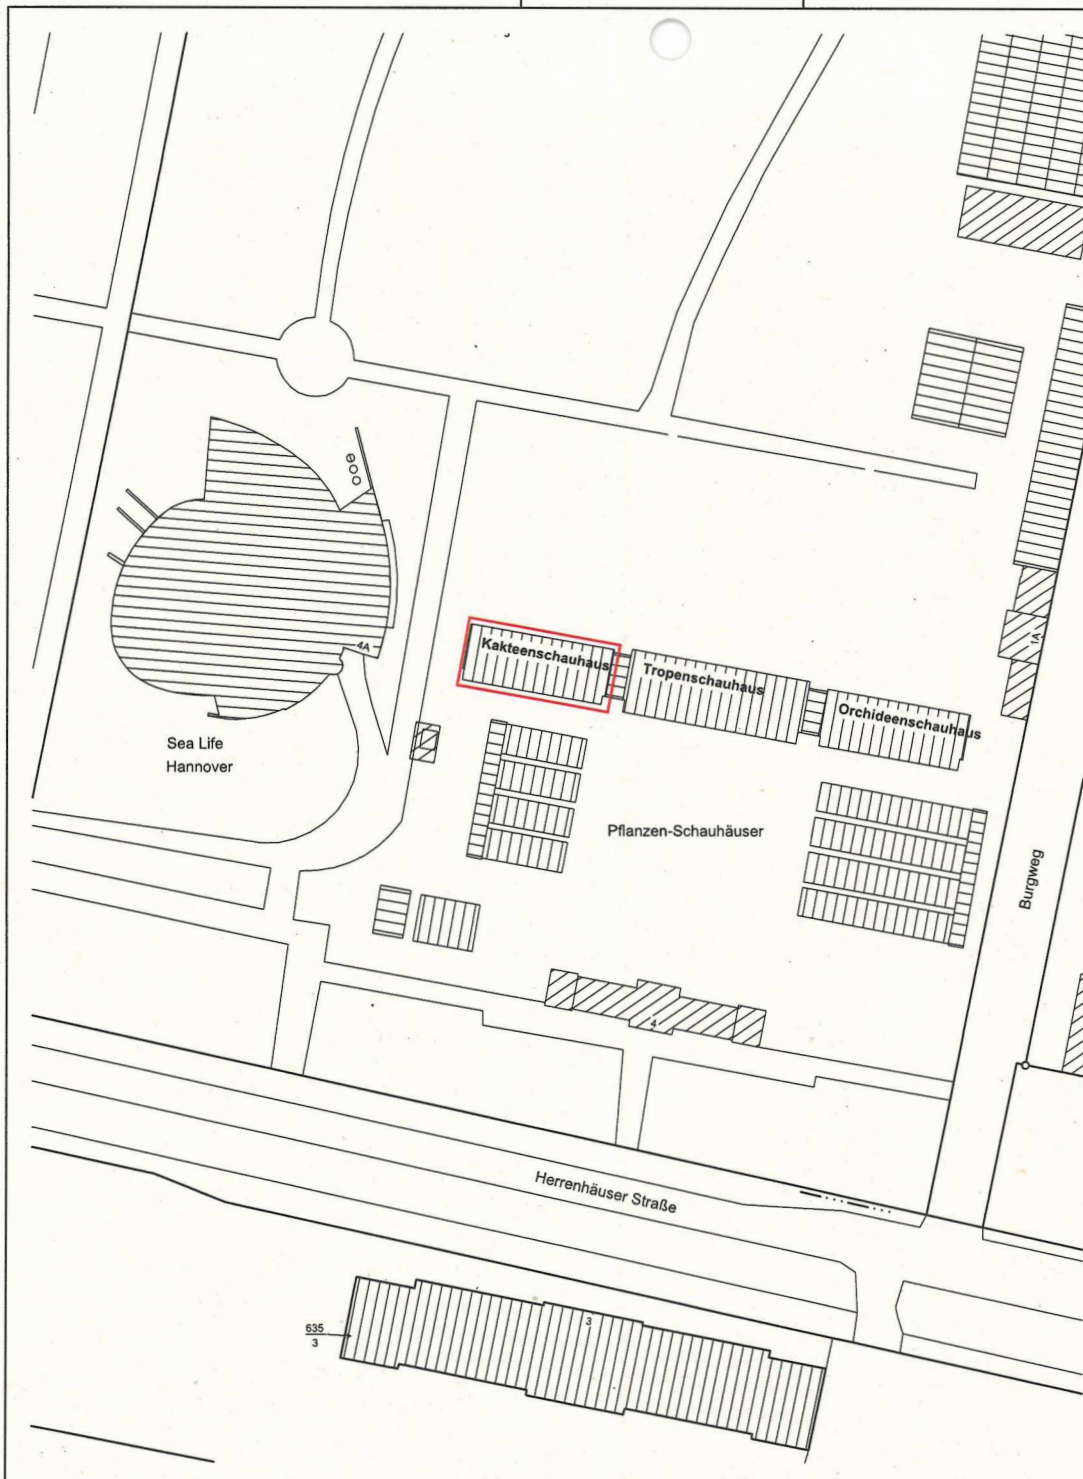 4A
Kakteenschauhaus
Tropenschauhaus
Orchideenschauhaus
1A
Sea Life
Hannover
Pflanzen-Schauhäuser
Burgweg
4
Herrenhäuser Straße
635
3
3